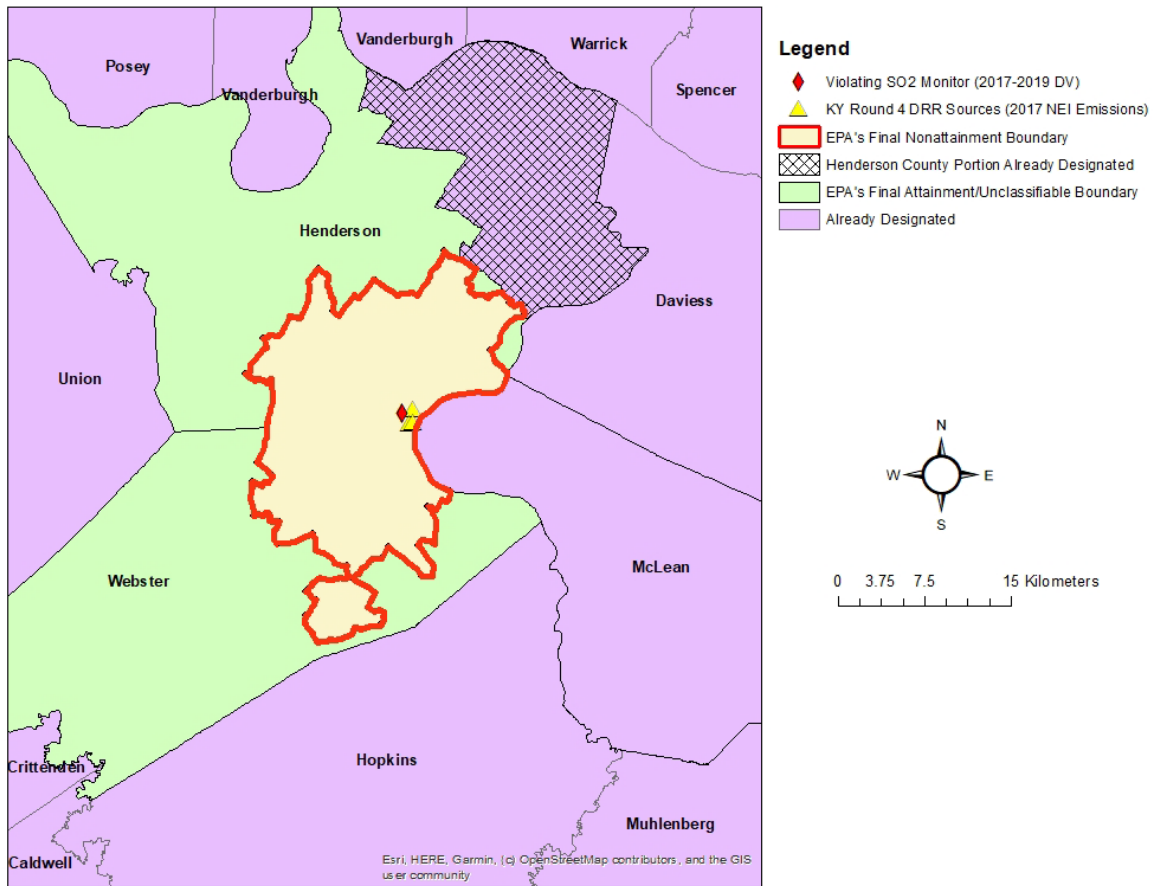 Vanderburgh
Warrick
Posey
Spencer
Vanderburgh
Henderson
Daviess
Union
Webster
McLean
Hopkins
Crittenden
Muhlenberg
Caldwell
Esri, HERE, Garmin, (c) OpenStreetMap contributors, and the GIS
user community
Legend
Violating SO2 Monitor (2017-2019 DV)
KY Round 4 DRR Sources (2017 NEI Emissions)
EPA's Final Nonattainment Boundary
Henderson County Portion Already Designated
EPA's Final Attainment/Unclassifiable Boundary
Already Designated
N
W E
S
0 3.75 7.5 15 Kilometers